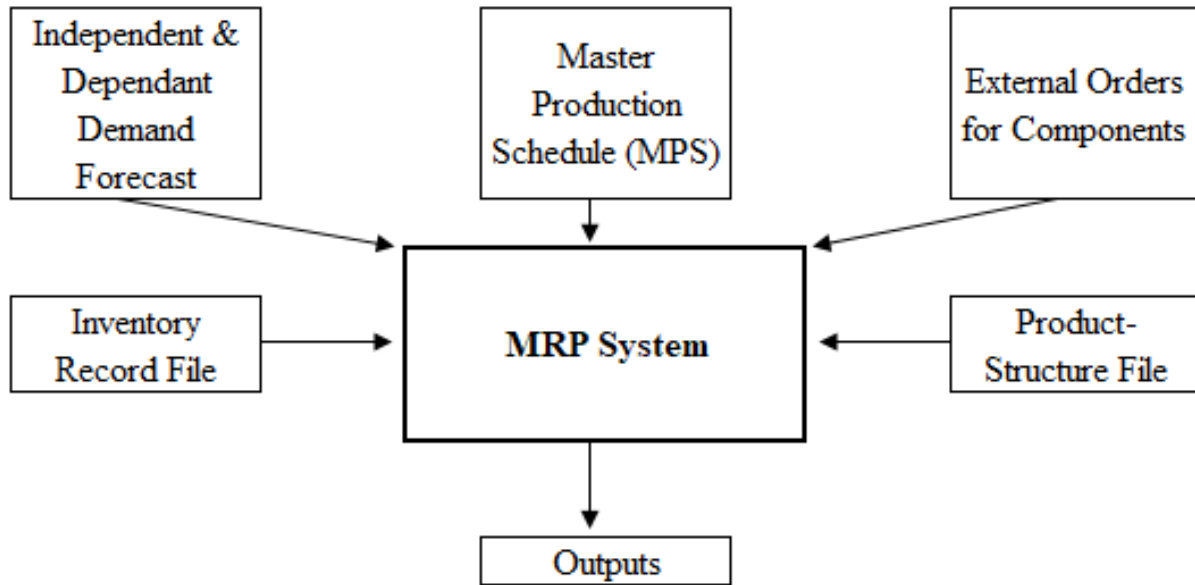 Independent &
Dependant
Demand
Forecast
Master
Production
Schedule (MPS)
External Orders
for Components
Inventory
Record File
MRP System
Product-
Structure File
Outputs